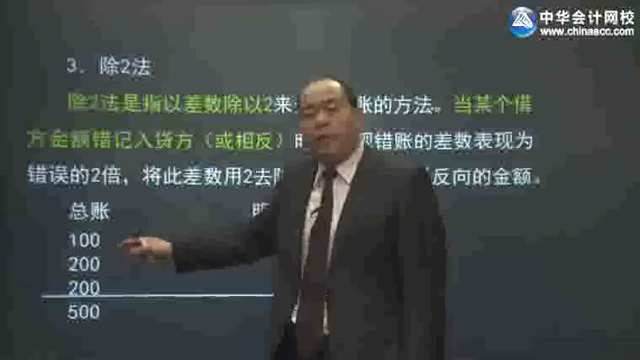 中华会计网校
www.chinaacc.com
3. 除2法
除2法是指以差数除以2来 账的方法。当某个借
方金额错记入贷方（或相反） 错账的差数表现为
错误的2倍，将此差数用2去 反向的金额。
总账
100
200
200
500